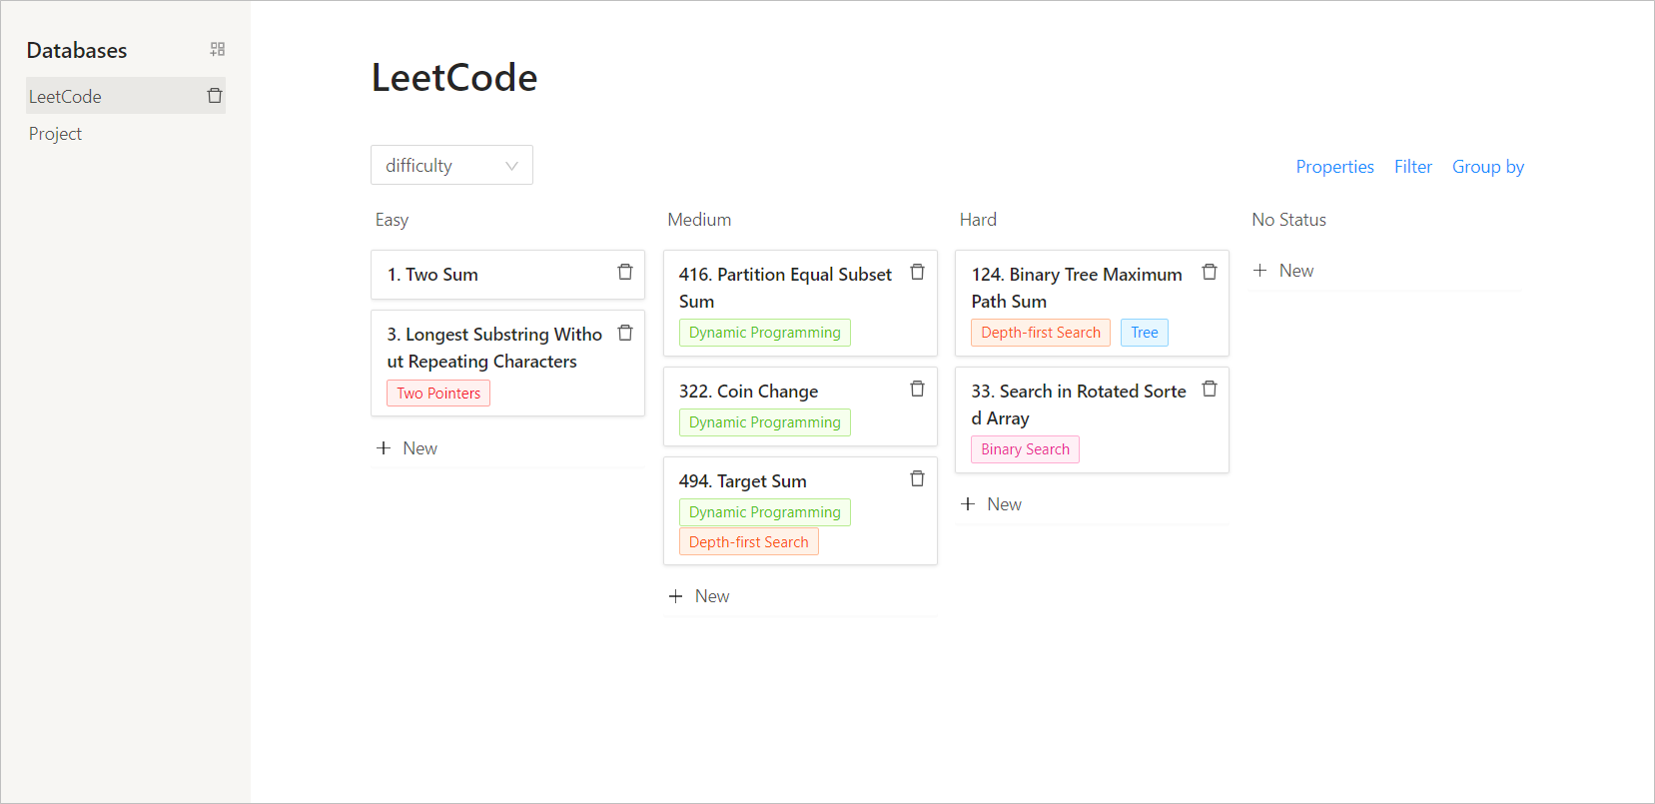 Databases
LeetCode
Project
LeetCode
difficulty
Properties Filter Group by
Easy
1. Two Sum
3. Longest Substring Witho
ut Repeating Characters
Two Pointers
New
Medium
416. Partition Equal Subset
Sum
Dynamic Programming
322. Coin Change
Dynamic Programming
494. Target Sum
Dynamic Programming
Depth-first Search
New
Hard
124. Binary Tree Maximum
Path Sum
Depth-first Search Tree
33. Search in Rotated Sorte
d Array
Binary Search
New
No Status
New